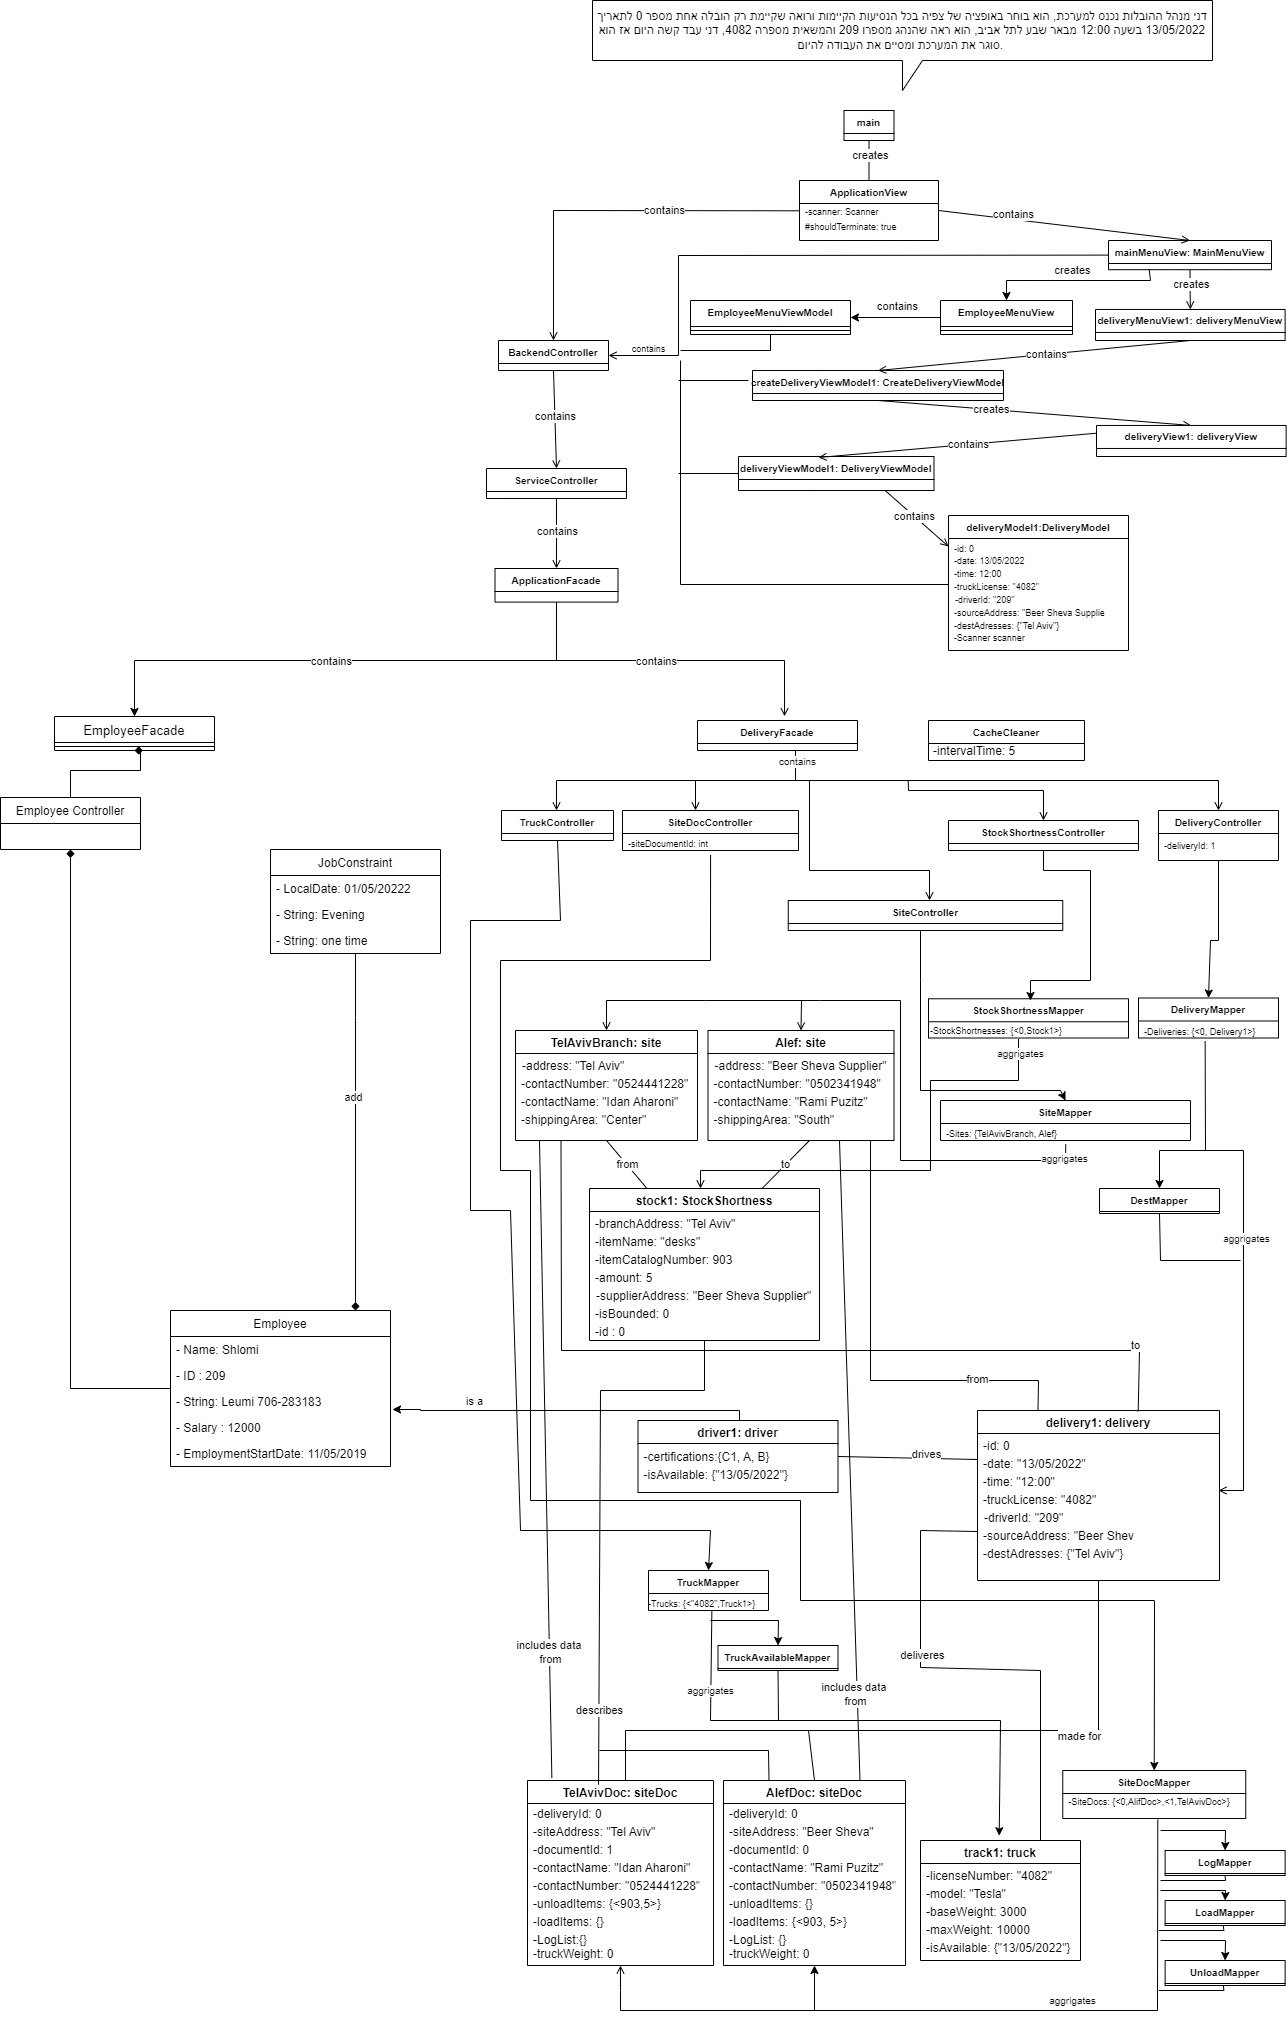 דני מנהל ההובלות נכנס למערכת, הוא בוחר באופציה של צפיה בכל הנסיעות הקיימות ורואה שקיימת רק הובלה אחת מספר 0 לתאריך
13/05/2022 בשעה 12:00 מבאר שבע לתל אביב, הוא ראה שהנהג מספרו 209 והמשאית מספרה 4082, דני עבד קשה היום אז הוא
סוגר את המערכת ומסיים את העבודה להיום.
main
creates
ApplicationView
-scanner: Scanner
#shouldTerminate: true
contains
contains
mainMenuView: MainMenuView
creates
creates
EmployeeMenuViewModel
contains
EmployeeMenuView
deliveryMenuView1: deliveryMenuView
BackendController
contains
contains
createDeliveryViewModel1: CreateDeliveryViewModel
creates
contains
deliveryView1: deliveryView
contains
deliveryViewModel1: DeliveryViewModel
ServiceController
contains
contains
deliveryModel1:DeliveryModel
-id: 0
-date: 13/05/2022
-time: 12:00
-truckLicense: "4082"
-driverId: "209"
-sourceAddress: "Beer Sheva Supplie
-destAdresses: {"Tel Aviv"}
-Scanner scanner
ApplicationFacade
contains
contains
EmployeeFacade
DeliveryFacade
CacheCleaner
-intervalTime: 5
contains
Employee Controller
TruckController
SiteDocController
-siteDocumentId: int
StockShortnessController
DeliveryController
-deliveryId: 1
JobConstraint
- LocalDate: 01/05/20222
- String: Evening
- String: one time
SiteController
StockShortnessMapper
-StockShortnesses: {<0,Stock1>}
DeliveryMapper
-Deliveries: {<0, Delivery1>}
aggrigates
TelAvivBranch: site
-address: "Tel Aviv"
-contactNumber: "0524441228"
-contactName: "Idan Aharoni"
-shippingArea: "Center"
Alef: site
-address: "Beer Sheva Supplier"
-contactNumber: "0502341948"
-contactName: "Rami Puzitz"
-shippingArea: "South"
add
SiteMapper
-Sites: {TelAvivBranch, Alef}
aggrigates
from
to
DestMapper
aggrigates
stock1: StockShortness
-branchAddress: "Tel Aviv"
-itemName: "desks"
-itemCatalogNumber: 903
-amount: 5
-supplierAddress: "Beer Sheva Supplier"
-isBounded: 0
-id : 0
Employee
- Name: Shlomi
- ID : 209
- String: Leumi 706-283183
- Salary : 12000
- EmploymentStartDate: 11/05/2019
to
from
is a
driver1: driver
-certifications:{C1, A, B}
-isAvailable: {"13/05/2022"}
drives
delivery1: delivery
-id: 0
-date: "13/05/2022"
-time: "12:00"
-truckLicense: "4082"
-driverId: "209"
-sourceAddress: "Beer Shev
-destAdresses: {"Tel Aviv"}
TruckMapper
-Trucks: {<"4082",Truck1>}
TruckAvailableMapper
includes data
from
deliveres
aggrigates
includes data
from
describes
made for
TelAvivDoc: siteDoc
-deliveryId: 0
-siteAddress: "Tel Aviv"
-documentId: 1
-contactName: "Idan Aharoni"
-contactNumber: "0524441228"
-unloadItems: {<903,5>}
-loadItems: {}
-LogList:{}
-truckWeight: 0
AlefDoc: siteDoc
-deliveryId: 0
-siteAddress: "Beer Sheva"
-documentId: 0
-contactName: "Rami Puzitz"
-contactNumber: "0502341948"
-unloadItems: {}
-loadItems: {<903, 5>}
-LogList: {}
-truckWeight: 0
SiteDocMapper
-SiteDocs: {<0,AlifDoc>,<1,TelAvivDoc>}
track1: truck
-licenseNumber: "4082"
-model: "Tesla"
-baseWeight: 3000
-maxWeight: 10000
-isAvailable: {"13/05/2022"}
LogMapper
LoadMapper
UnloadMapper
aggrigates